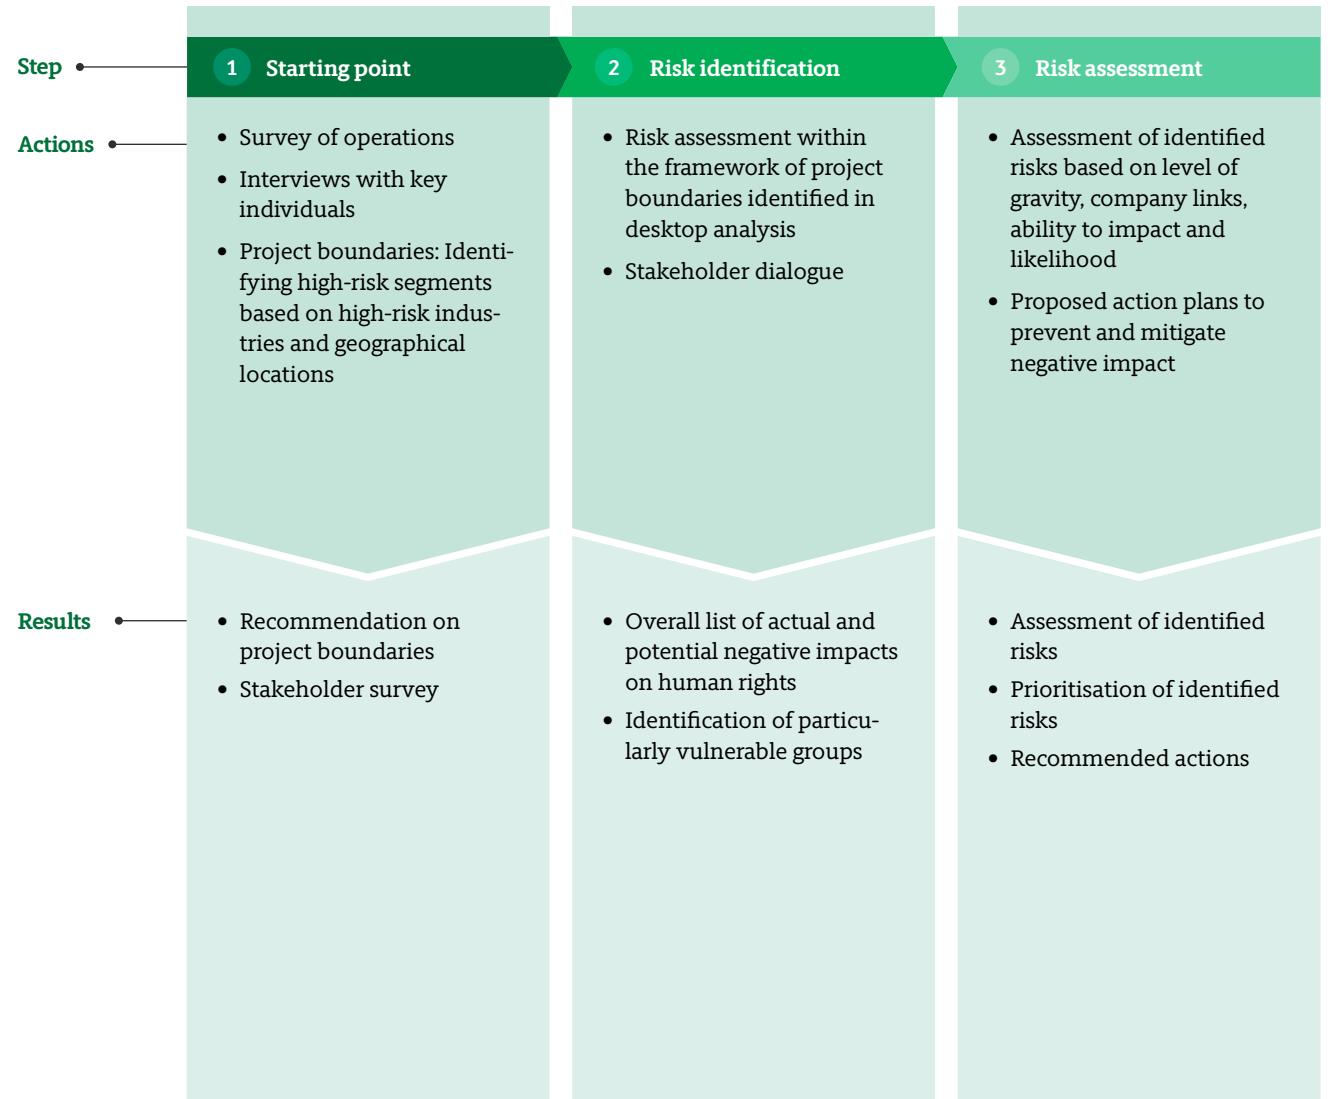 Step
1 Starting point
2 Risk identification
3 Risk assessment
Actions
• Survey of operations
• Interviews with key
individuals
• Project boundaries: Identi-
fying high-risk segments
based on high-risk indus-
tries and geographical
locations
• Risk assessment within
the framework of project
boundaries identified in
desktop analysis
• Stakeholder dialogue
• Assessment of identified
risks based on level of
gravity, company links,
ability to impact and
likelihood
• Proposed action plans to
prevent and mitigate
negative impact
Results
• Recommendation on
project boundaries
• Stakeholder survey
• Overall list of actual and
potential negative impacts
on human rights
• Identification of particu-
larly vulnerable groups
• Assessment of identified
risks
• Prioritisation of identified
risks
• Recommended actions